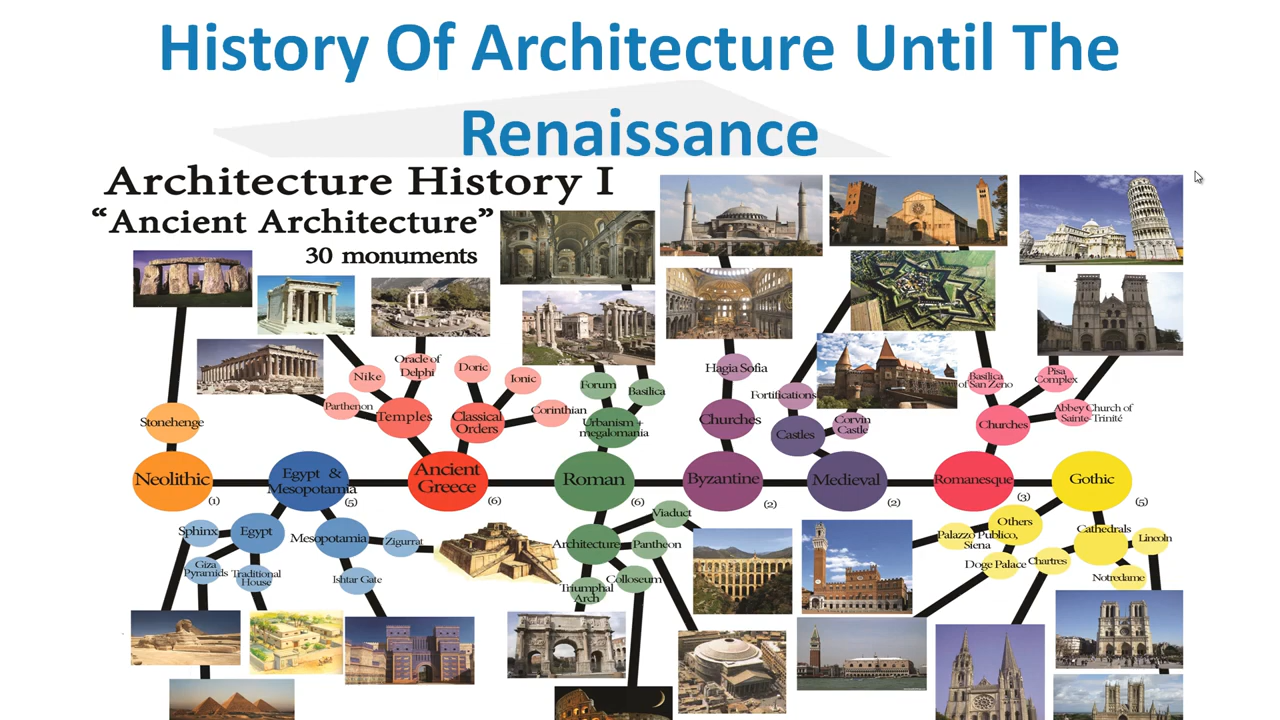 History Of Architecture Until The
Renaissance
Architecture History I
“Ancient Architecture”
30 monuments
Stonehenge
Neolithic
(1)
Egypt &
Mesopotamia
(5)
Sphinx
Egypt
Giza
Pyramids
Traditional
House
Mesopotamia
Zigurrat
Ishtar Gate
Nike
Oracle of
Delphi
Parthenon
Temples
Doric
Ionic
Corinthian
Classical
Orders
Ancient
Greece
(6)
Forum
Basilica
Urbanism +
megalomania
Roman
(6)
Viaduct
Architecture
Pantheon
Triumphal
Arch
Colloseum
Hagia Sofia
Churches
Byzantine
(2)
Fortifications
Castles
Corvin
Castle
Medieval
(2)
Basilica
of San Zeno
Pisa
Complex
Abbey Church of
Sainte-Trinité
Churches
Romanesque
(3)
Gothic
(5)
Others
Palazzo Publico,
Siena
Doge Palace
Cathedrals
Chartres
Lincoln
Notredame